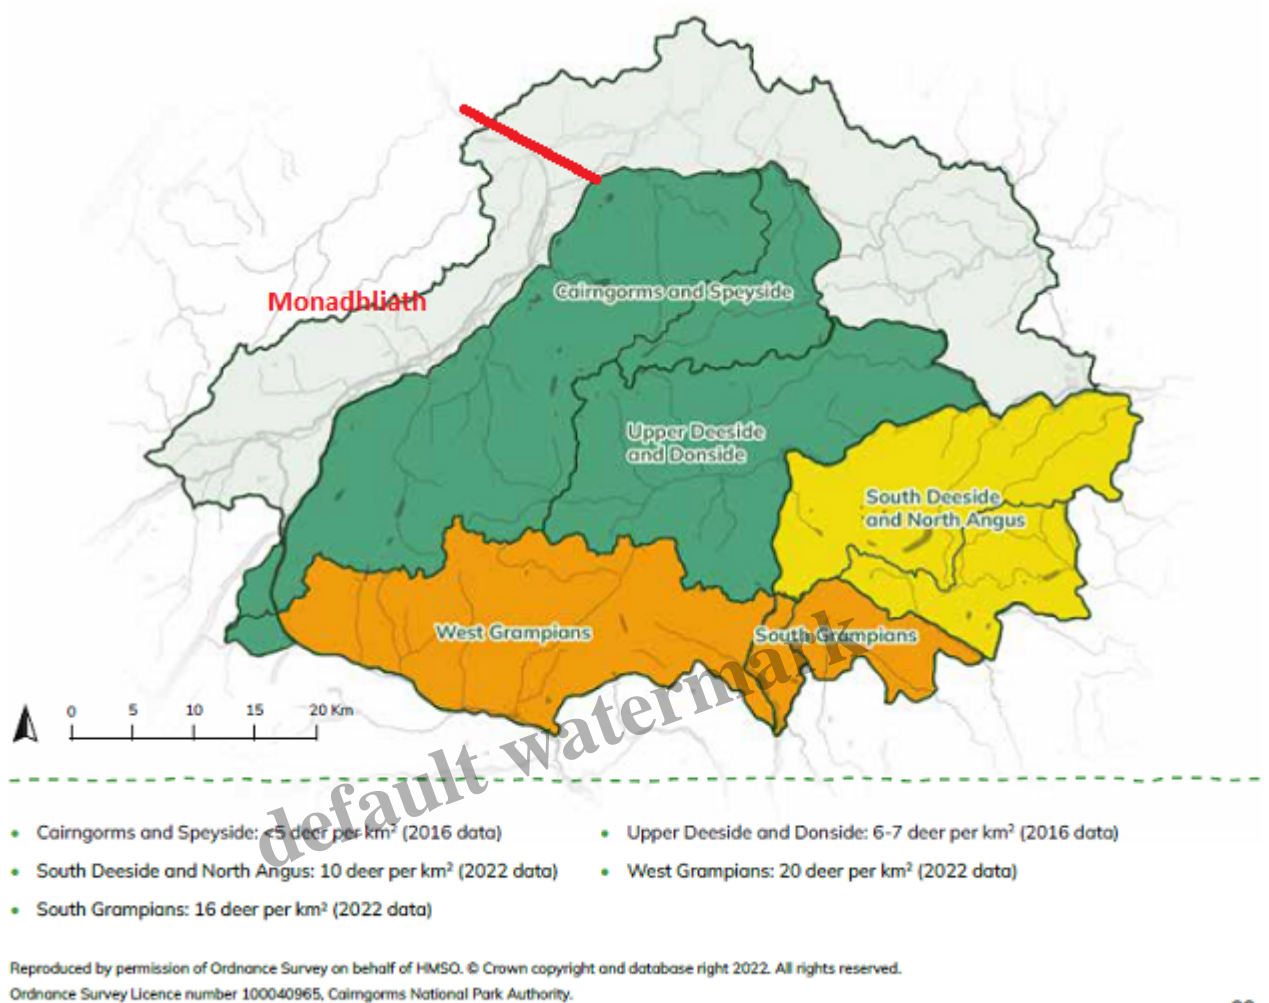 Monadhliath
Cairngorms and Speyside
Upper Deeside
and Donside
South Deeside
and North Angus
West Grampians
South Grampians
0 5 10 15 20 Km
default watermark
• Cairngorms and Speyside: <5 deer per km² (2016 data)
• Upper Deeside and Donside: 6-7 deer per km² (2016 data)
• South Deeside and North Angus: 10 deer per km² (2022 data)
• West Grampians: 20 deer per km² (2022 data)
• South Grampians: 16 deer per km² (2022 data)
Reproduced by permission of Ordnance Survey on behalf of HMSO. © Crown copyright and database right 2022. All rights reserved.
Ordnance Survey Licence number 100040965, Cairngorms National Park Authority.